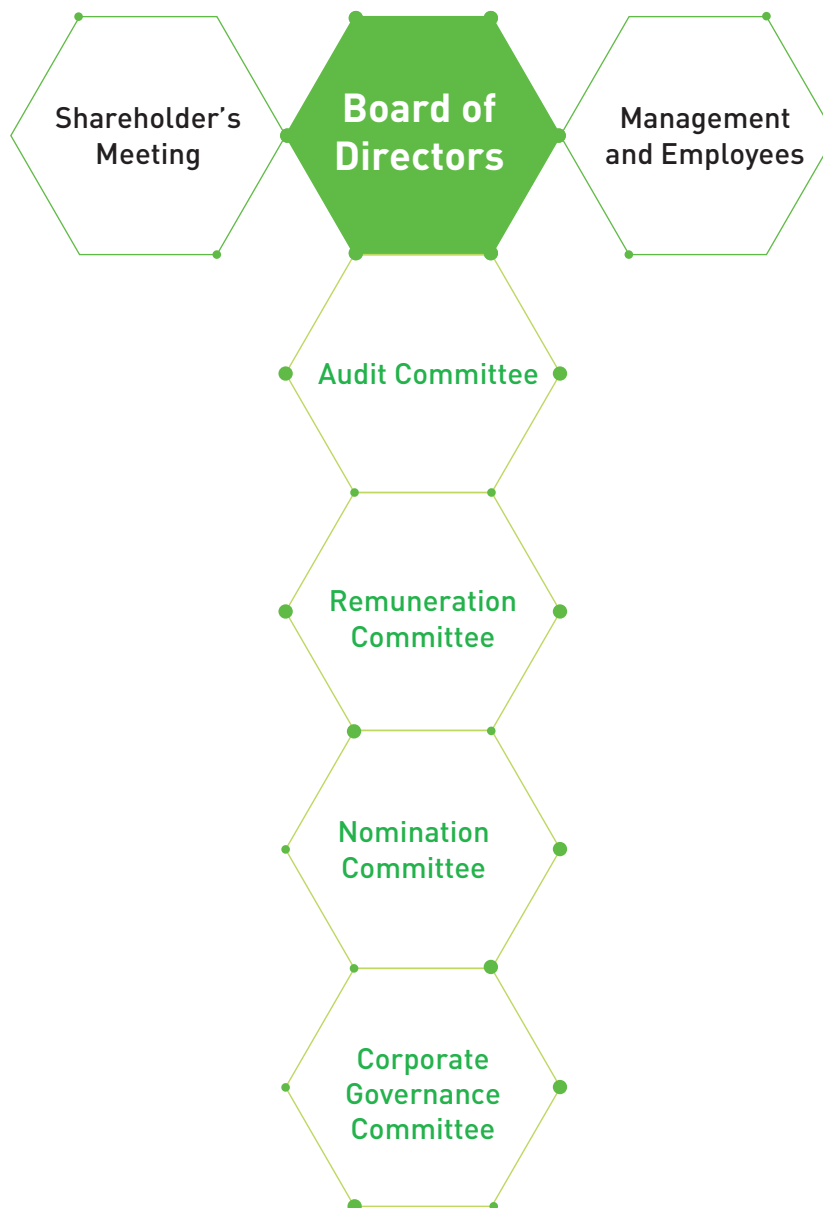 Shareholder’s
Meeting
Board of
Directors
Management
and Employees
Audit Committee
Remuneration
Committee
Nomination
Committee
Corporate
Governance
Committee